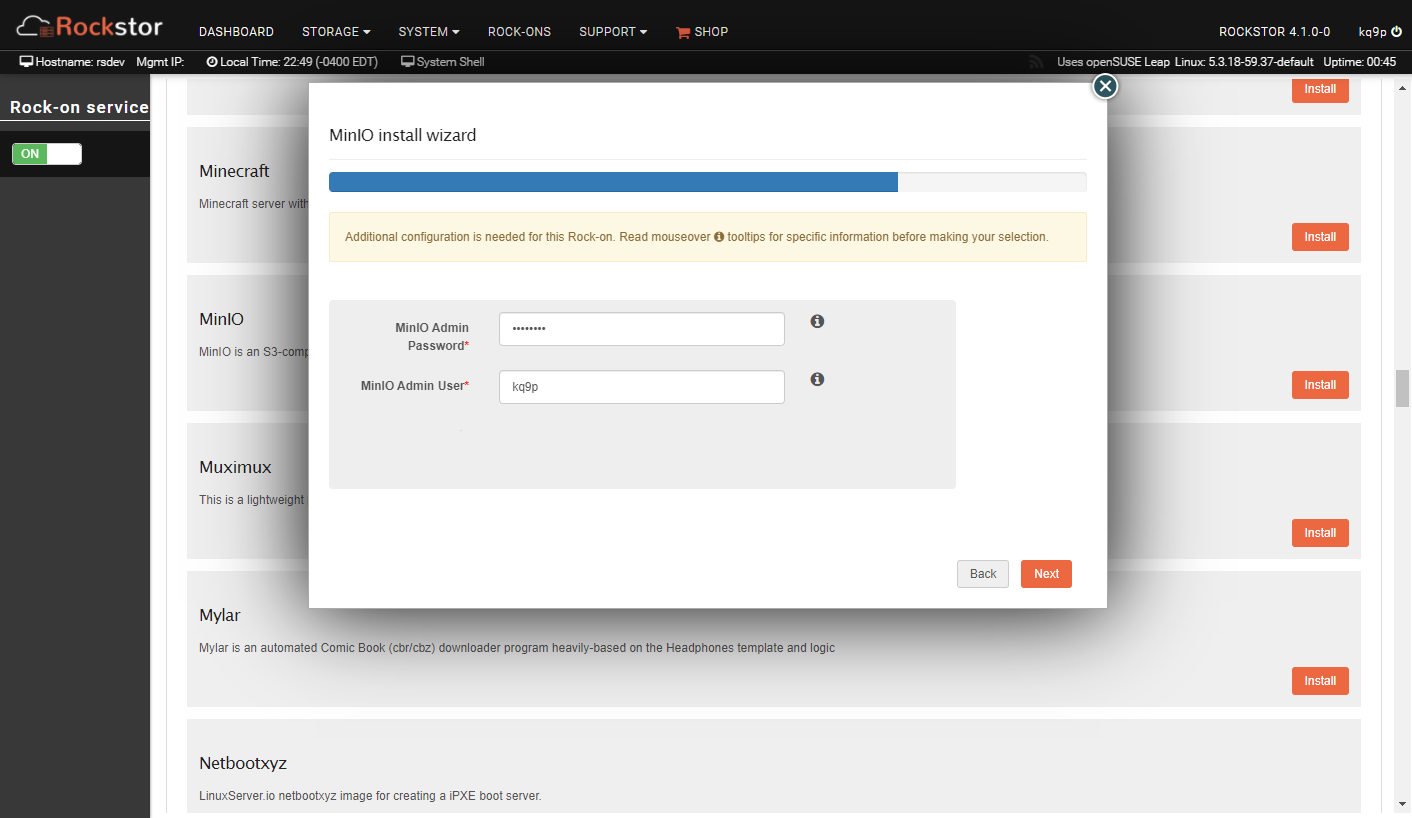 Rockstor
DASHBOARD STORAGE SYSTEM ROCK-ONS SUPPORT SHOP ROCKSTOR 4.1.0-0 kq9p
Hostname: rsdev Mgmt IP: Local Time: 22:49 (-0400 EDT) System Shell Uses openSUSE Leap Linux: 5.3.18-59.37-default Uptime: 00:45
Rock-on service
ON
Install
MinIO install wizard
Additional configuration is needed for this Rock-on. Read mouseover tooltips for specific information before making your selection.
MinIO Admin
Password*
••••••••
MinIO Admin User*
kq9p
Back Next
Minecraft
Minecraft server with
Install
MinIO
MinIO is an S3-comp
Install
Muximux
This is a lightweight
Install
Mylar
Mylar is an automated Comic Book (cbr/cbz) downloader program heavily-based on the Headphones template and logic
Install
Netbootxyz
LinuxServer.io netbootxyz image for creating a iPXE boot server.